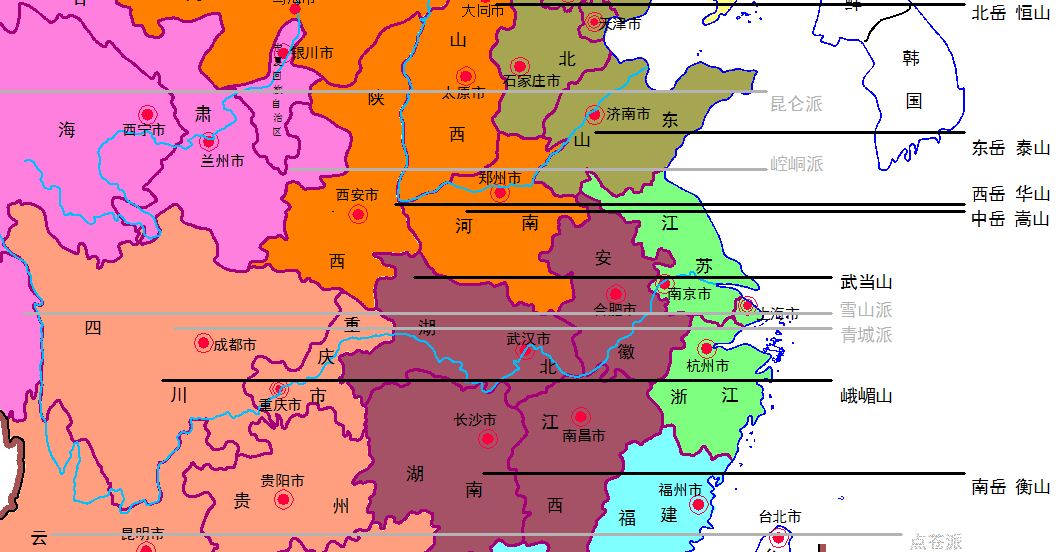 大同市
天津市
北岳 恒山
银川市
山
北
韩
石家庄市
太原市
陕
国
昆仑派
回族自治区
肃
海
西宁市
济南市
东
西
山
兰州市
东岳 泰山
崆峒派
郑州市
西安市
西岳 华山
河
南
江
中岳 嵩山
安
西
苏
武当山
南京市
合肥市
上海市
雪山派
四
重
湖
青城派
武汉市
成都市
庆
北
徽
杭州市
川
重庆市
市
浙
江
峨嵋山
长沙市
江
南昌市
湖
南
贵阳市
福州市
南岳 衡山
贵
州
西
福
建
台北市
云
昆明市
点苍派